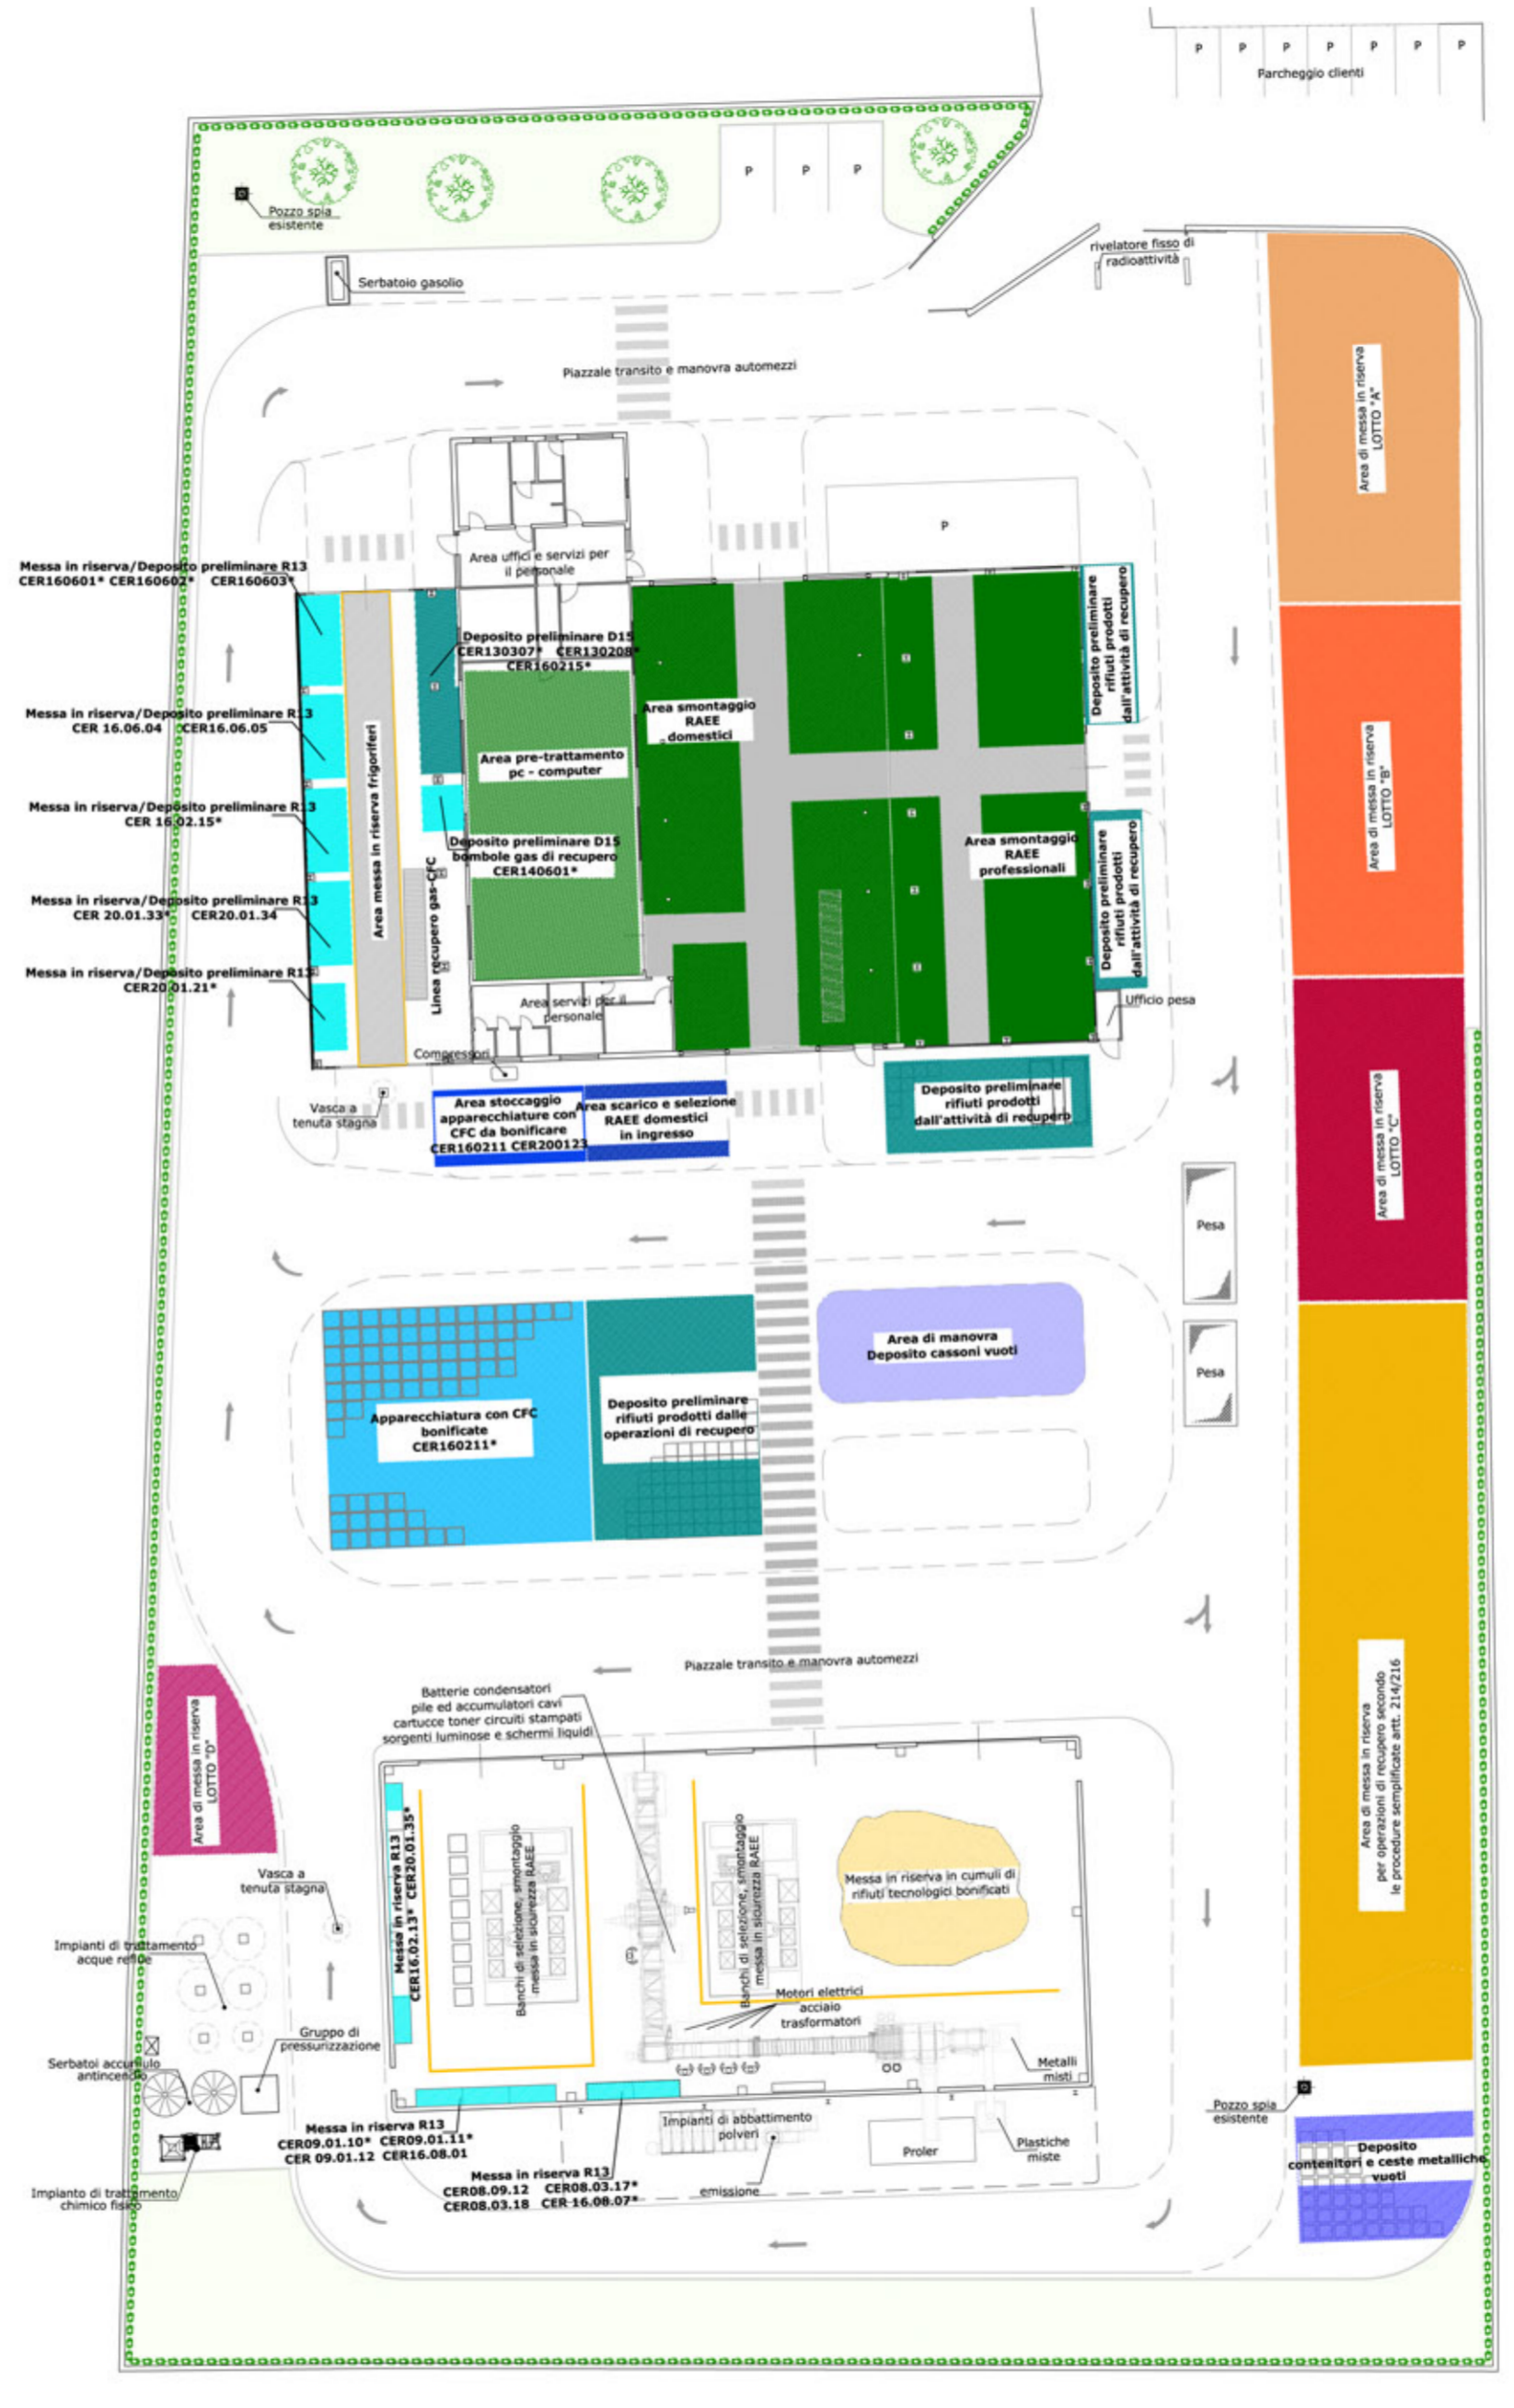 P P P P P P P
Parcheggio clienti
P P P
Pozzo spia
esistente
rivelatore fisso di
radioattività
Serbatoio gasolio
Piazzale transito e manovra automezzi
Area di messa in riserva
LOTTO "A"
P
Area uffici e servizi per
il personale
Messa in riserva/Deposito preliminare R13
CER160601* CER160602* CER160603*
Deposito preliminare
rifiuti prodotti
dall'attività di recupero
Deposito preliminare D15
CER130307* CER130208*
CER160215*
Messa in riserva/Deposito preliminare R13
CER 16.06.04 CER16.06.05
Area smontaggio
RAEE
domestici
Area messa in riserva frigoriferi
Area pre-trattamento
pc - computer
Area di messa in riserva
LOTTO "B"
Messa in riserva/Deposito preliminare R13
CER 16.02.15*
Deposito preliminare D15
bombole gas di recupero
CER140601*
Area smontaggio
RAEE
professionali
Deposito preliminare
rifiuti prodotti
dall'attività di recupero
Linea recupero gas-CFC
Messa in riserva/Deposito preliminare R13
CER 20.01.33* CER20.01.34
Messa in riserva/Deposito preliminare R13
CER20.01.21*
Area servizi per il
personale
Ufficio pesa
Compressori
Vasca a
tenuta stagna
Area stoccaggio
apparecchiature con
CFC da bonificare
CER160211 CER200123
Area scarico e selezione
RAEE domestici
in ingresso
Deposito preliminare
rifiuti prodotti
dall'attività di recupero
Area di messa in riserva
LOTTO "C"
Pesa
Area di manovra
Deposito cassoni vuoti
Pesa
Apparecchiatura con CFC
bonificate
CER160211*
Deposito preliminare
rifiuti prodotti dalle
operazioni di recupero
Piazzale transito e manovra automezzi
Area di messa in riserva
per operazioni di recupero secondo
le procedure semplificate artt. 214/216
Batterie condensatori
pile ed accumulatori cavi
cartucce toner circuiti stampati
sorgenti luminose e schermi liquidi
Area di messa in riserva
LOTTO "D"
Messa in riserva R13
CER16.02.13* CER20.01.35*
Banchi di selezione, smontaggio
messa in sicurezza RAEE
Banchi di selezione, smontaggio
messa in sicurezza RAEE
Messa in riserva in cumuli di
rifiuti tecnologici bonificati
Vasca a
tenuta stagna
Impianti di trattamento
acque reflue
Motori elettrici
acciaio
trasformatori
Gruppo di
pressurizzazione
Serbatoi accumulo
antincendio
Metalli
misti
Pozzo spia
esistente
Messa in riserva R13
CER09.01.10* CER09.01.11*
CER 09.01.12 CER16.08.01
Impianti di abbattimento
polveri
Proler
Plastiche
miste
Deposito
contenitori e ceste metalliche
vuoti
Messa in riserva R13
CER08.09.12 CER08.03.17*
CER08.03.18 CER 16.08.07*
emissione
Impianto di trattamento
chimico fisico